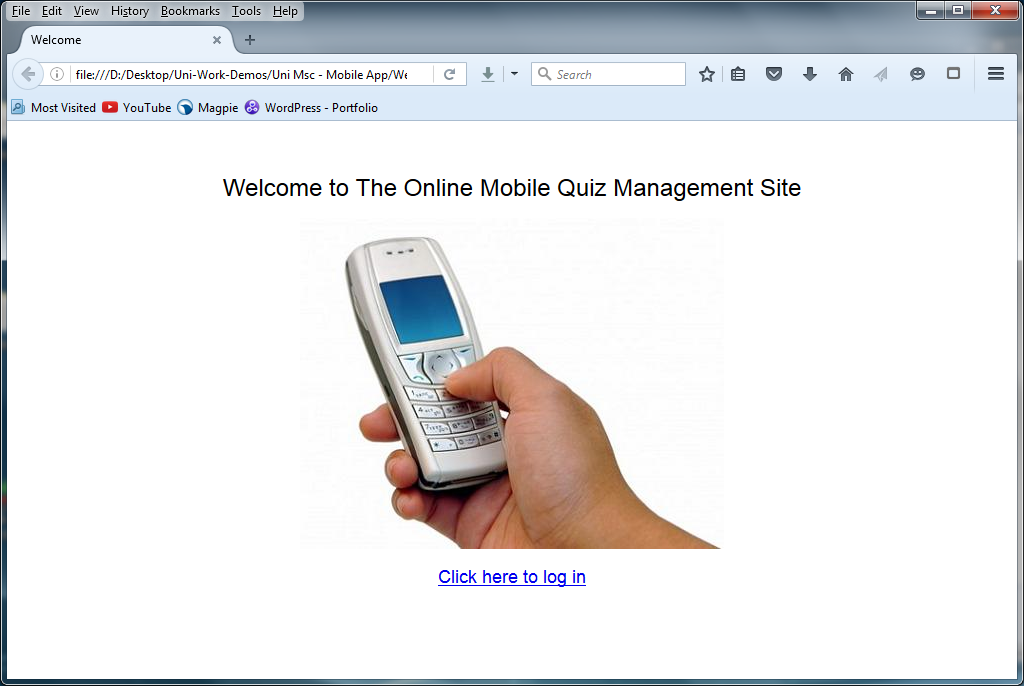 File Edit View History Bookmarks Tools Help
Welcome
file:///D:/Desktop/Uni-Work-Demos/Uni Msc - Mobile App/We
Search
Most Visited YouTube Magpie WordPress - Portfolio
Welcome to The Online Mobile Quiz Management Site
Click here to log in